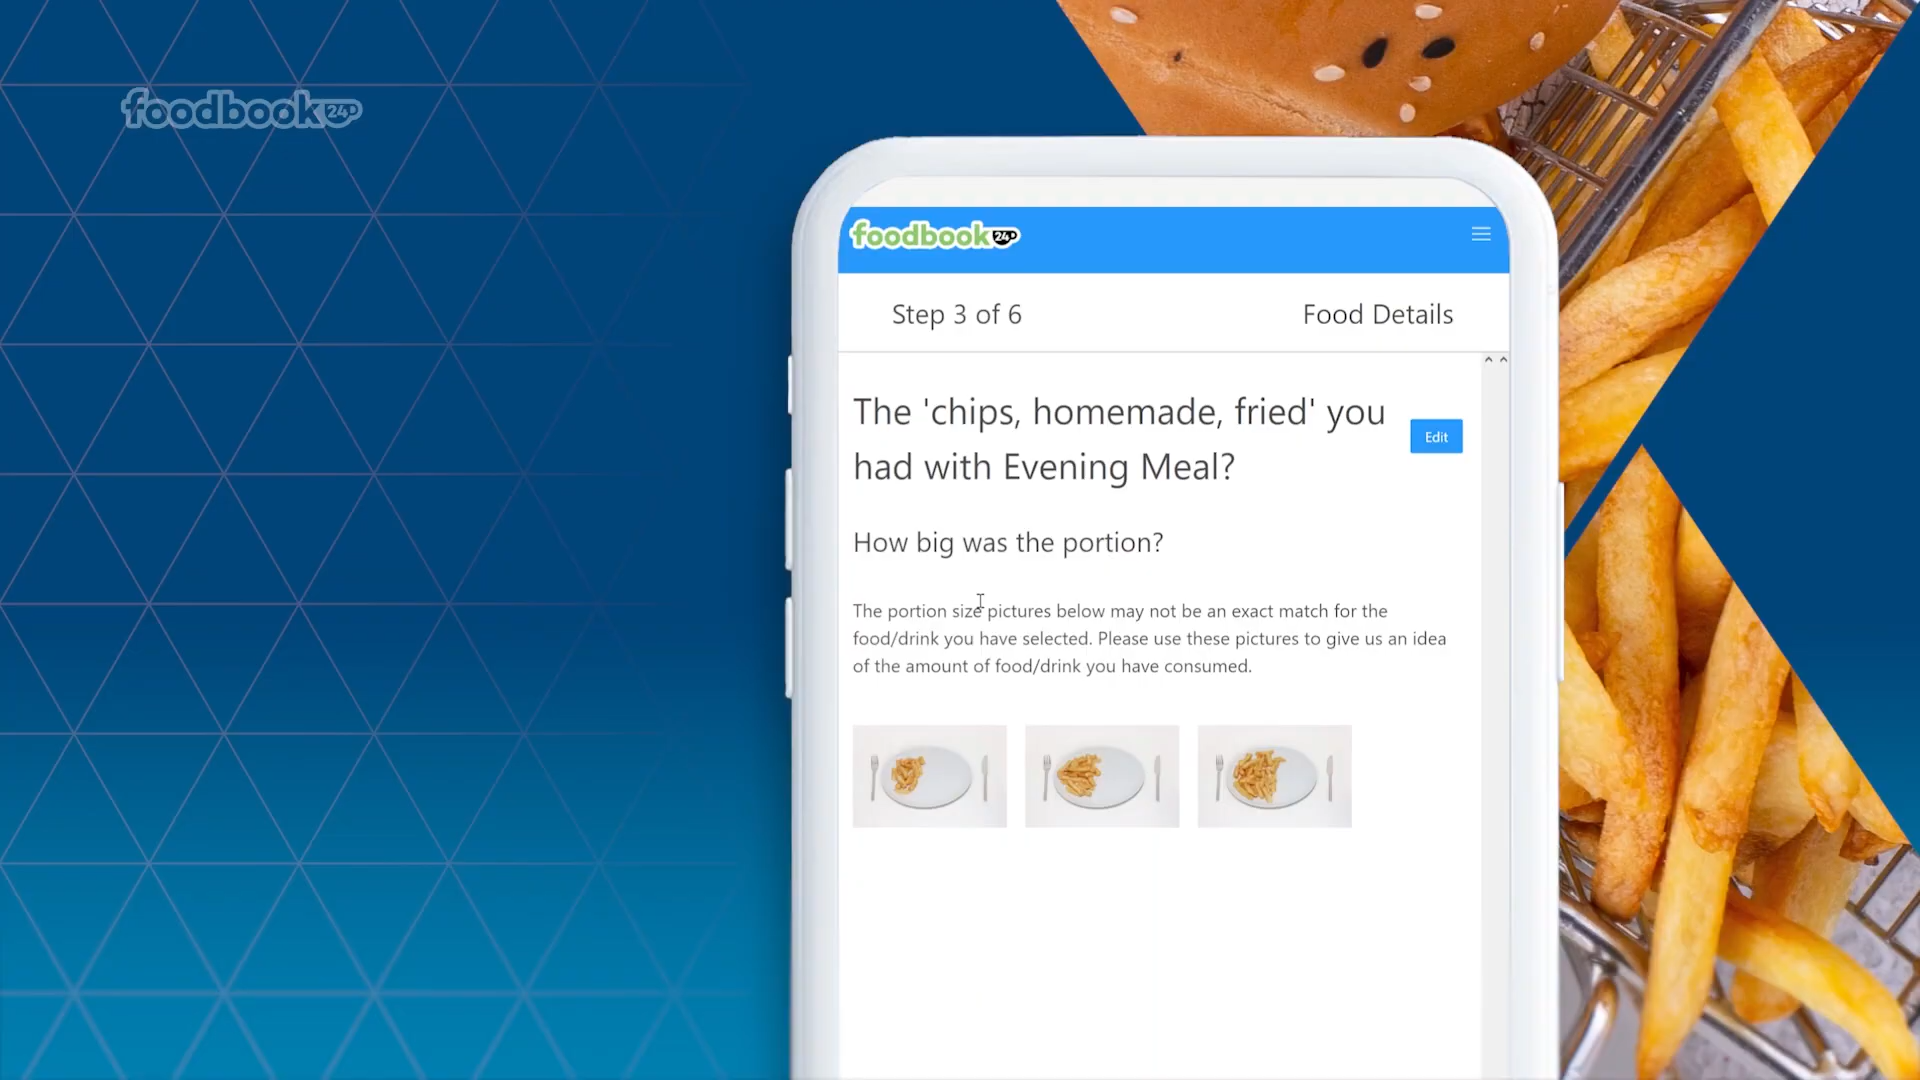 foodbook24
foodbook24
Step 3 of 6
Food Details
The 'chips, homemade, fried' you
had with Evening Meal?
Edit
How big was the portion?
The portion size pictures below may not be an exact match for the
food/drink you have selected. Please use these pictures to give us an idea
of the amount of food/drink you have consumed.